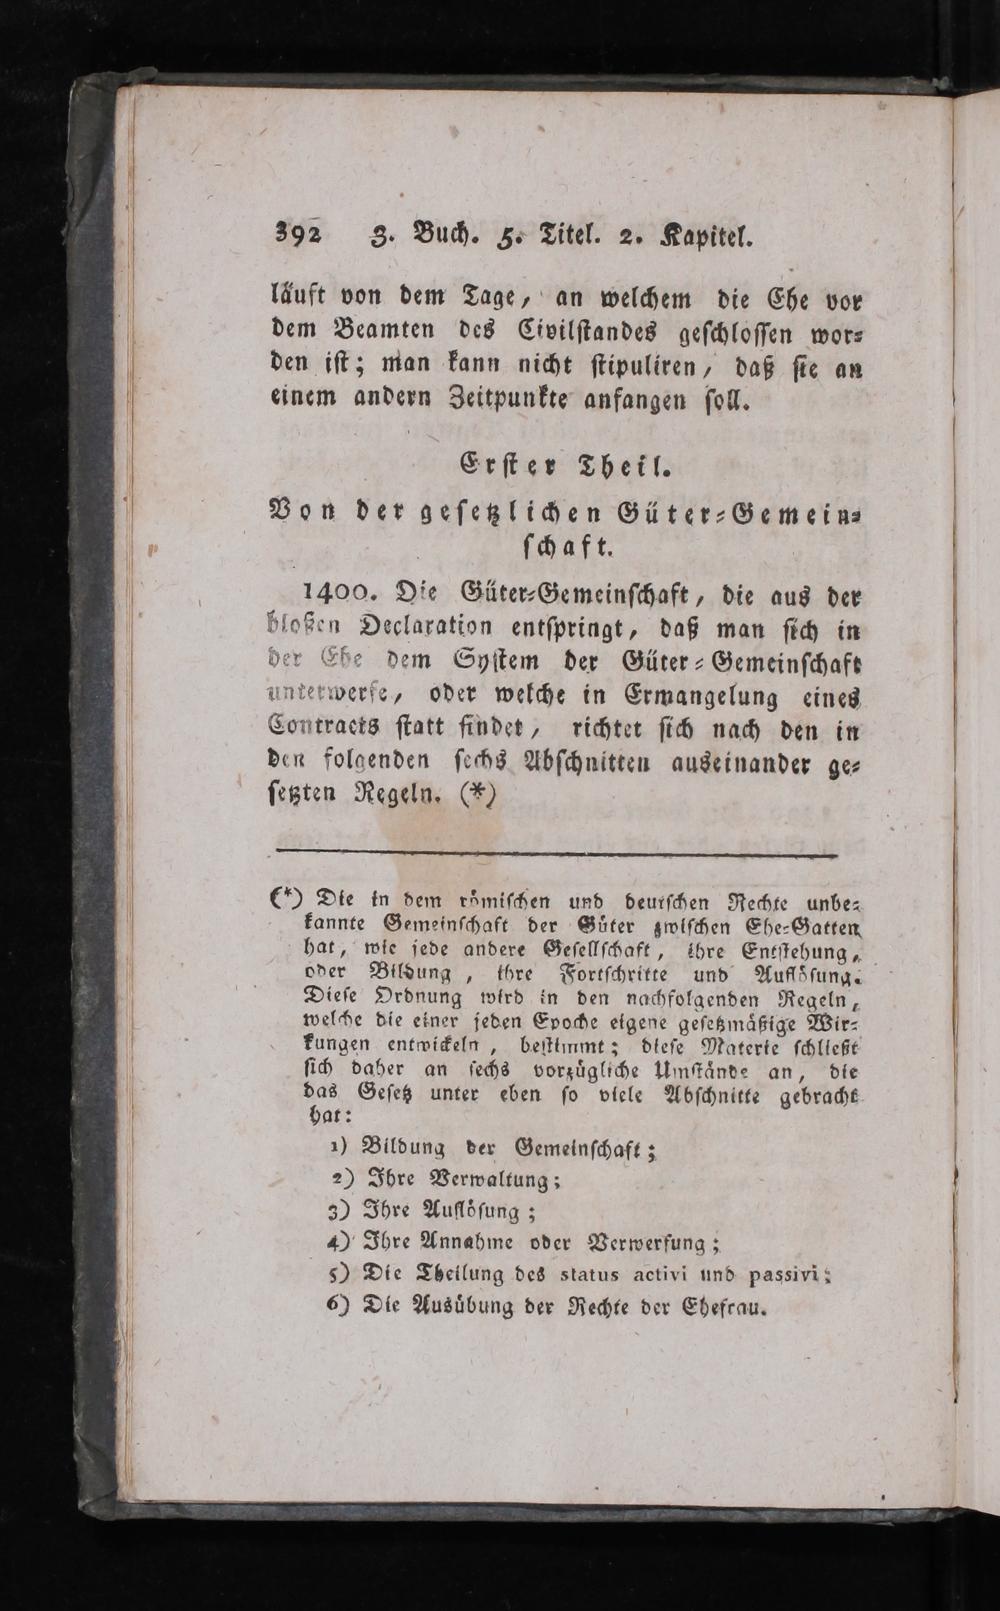 392 3. Buch. 5. Titel. 2. Kapitel.
läuft von dem Tage, an welchem die Ehe vor
dem Beamten des Civilstandes geschlossen wor⸗
den ist; man kann nicht stipuliren, daß sie an
einem andern Zeitpunkte anfangen soll.
Erster Theil.
Von der gesetzlichen Güter⸗Gemein⸗
schaft.
1400. Die Güter⸗Gemeinschaft, die aus der
bloßen Declaration entspringt, daß man sich in
der Ehe dem System der Güter⸗Gemeinschaft
unterwerfe, oder welche in Ermangelung eines
Contracts statt findet, richtet sich nach den in
den folgenden sechs Abschnitten auseinander ge⸗
setzten Regeln. (*)
(*) Die in dem römischen und deutschen Rechte unbe⸗
kannte Gemeinschaft der Güter zwischen Ehe⸗Gatten
hat, wie jede andere Gesellschaft, ihre Entstehung,
oder Bildung, ihre Fortschritte und Auflösung.
Diese Ordnung wird in den nachfolgenden Regeln,
welche die einer jeden Epoche eigene gesetzmäßige Wir⸗
kungen entwickeln, bestimmt; diese Materie schließt
sich daher an sechs vorzügliche Umstände an, die
das Gesetz unter eben so viele Abschnitte gebracht
hat:
1) Bildung der Gemeinschaft;
2) Ihre Verwaltung;
3) Ihre Auflösung;
4) Ihre Annahme oder Verwerfung;
5) Die Theilung des status activi und passivi;
6) Die Ausübung der Rechte der Ehefrau.